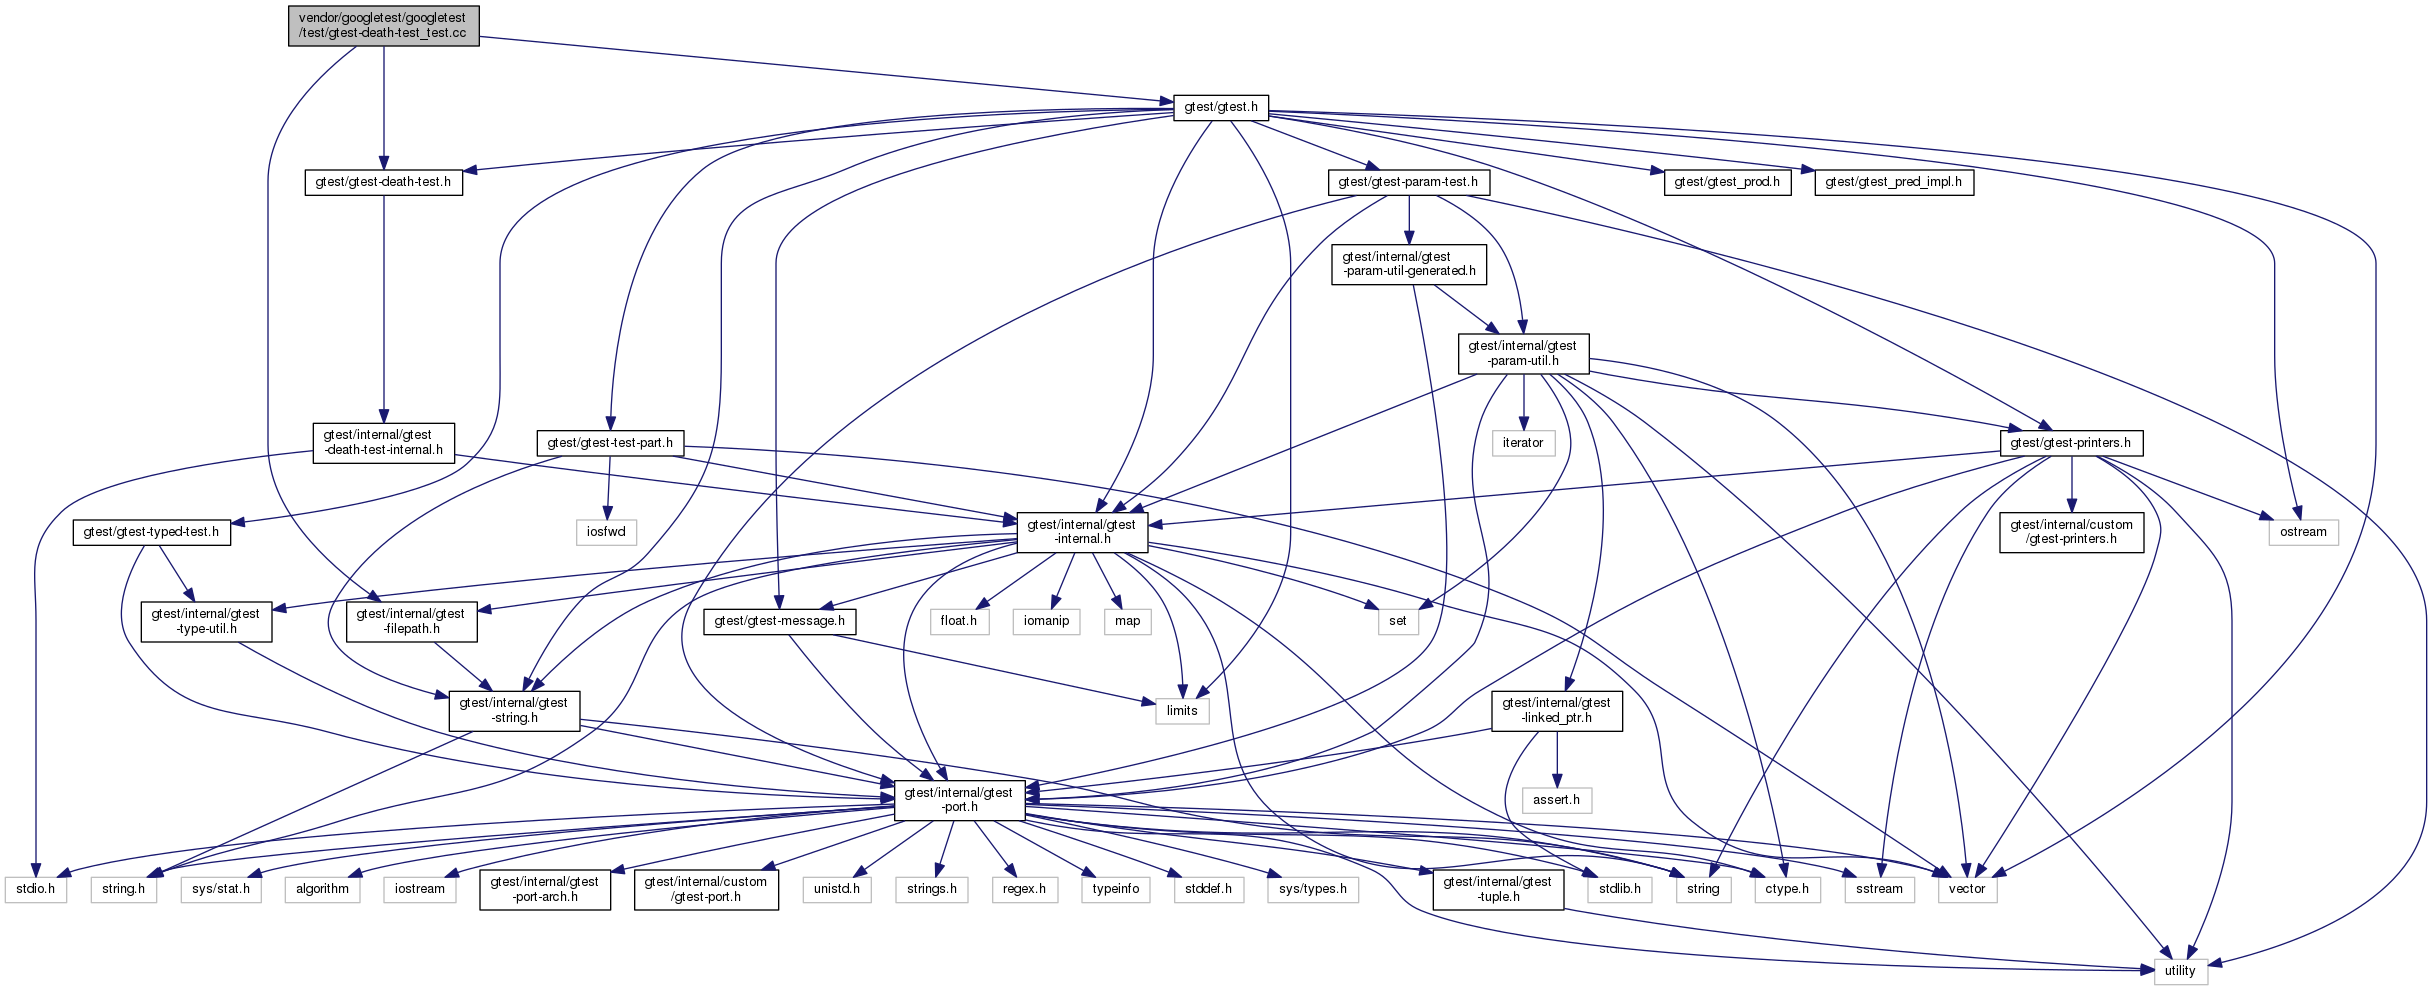 vendor/googletest/googletest
/test/gtest-death-test_test.cc
gtest/gtest.h
gtest/gtest-death-test.h
gtest/gtest-param-test.h
gtest/gtest_prod.h
gtest/gtest_pred_impl.h
gtest/internal/gtest
-param-util-generated.h
gtest/internal/gtest
-param-util.h
gtest/internal/gtest
-death-test-internal.h
gtest/gtest-test-part.h
iterator
gtest/gtest-printers.h
gtest/gtest-typed-test.h
iosfwd
gtest/internal/gtest
-internal.h
gtest/internal/custom
/gtest-printers.h
ostream
gtest/internal/gtest
-type-util.h
gtest/internal/gtest
-filepath.h
gtest/gtest-message.h
float.h
iomanip
map
set
gtest/internal/gtest
-string.h
limits
gtest/internal/gtest
-linked_ptr.h
gtest/internal/gtest
-port.h
assert.h
stdio.h
string.h
sys/stat.h
algorithm
iostream
gtest/internal/gtest
-port-arch.h
gtest/internal/custom
/gtest-port.h
unistd.h
strings.h
regex.h
typeinfo
stddef.h
sys/types.h
gtest/internal/gtest
-tuple.h
stdlib.h
string
ctype.h
sstream
vector
utility